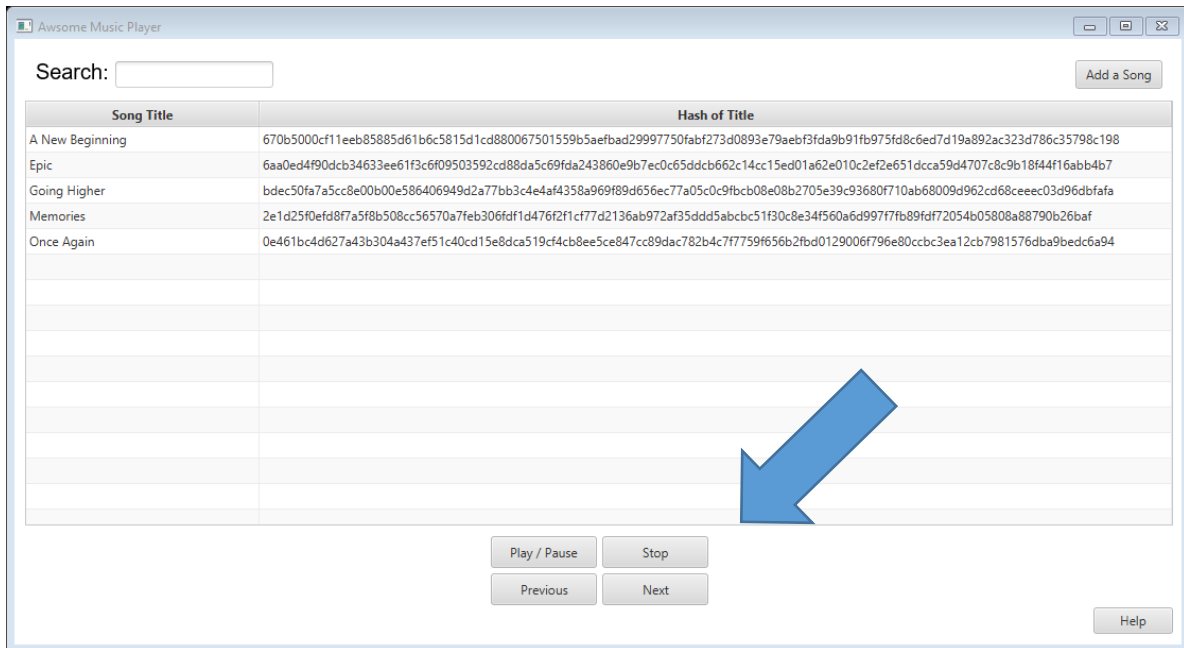 Awsome Music Player
Search:
Add a Song
Song Title Hash of Title
A New Beginning 670b5000cf11eeb85885d61b6c5815d1cd880067501559b5aefbad29997750fabf273d0893e79aebf3fda9b91fb975fd8c6ed7d19a892ac323d786c35798c198
Epic 6aa0ed4f90dcb34633ee61f3c6f09503592cd88da5c69fda243860e9b7ec0c65ddcb662c14cc15ed01a62e010c2ef2e651dcca59d4707c8c9b18f44f16abb4b7
Going Higher bdec50fa7a5cc8e00b00e586406949d2a77bb3c4e4af4358a969f89d656ec77a05c0c9fbcb08e08b2705e39c93680f710ab68009d962cd68ceeec03d96dbfafa
Memories 2e1d25f0efd8f7a5f8b508cc56570a7feb306fdf1d476f2f1cf77d2136ab972af35ddd5abcbc51f30c8e34f560a6d997f7fb89fdf72054b05808a88790b26baf
Once Again 0e461bc4d627a43b304a437ef51c40cd15e8dca519cf4cb8ee5ce847cc89dac782b4c7f7759f656b2fbd0129006f796e80ccbc3ea12cb7981576dba9bedc6a94
Play / Pause Stop
Previous Next
Help